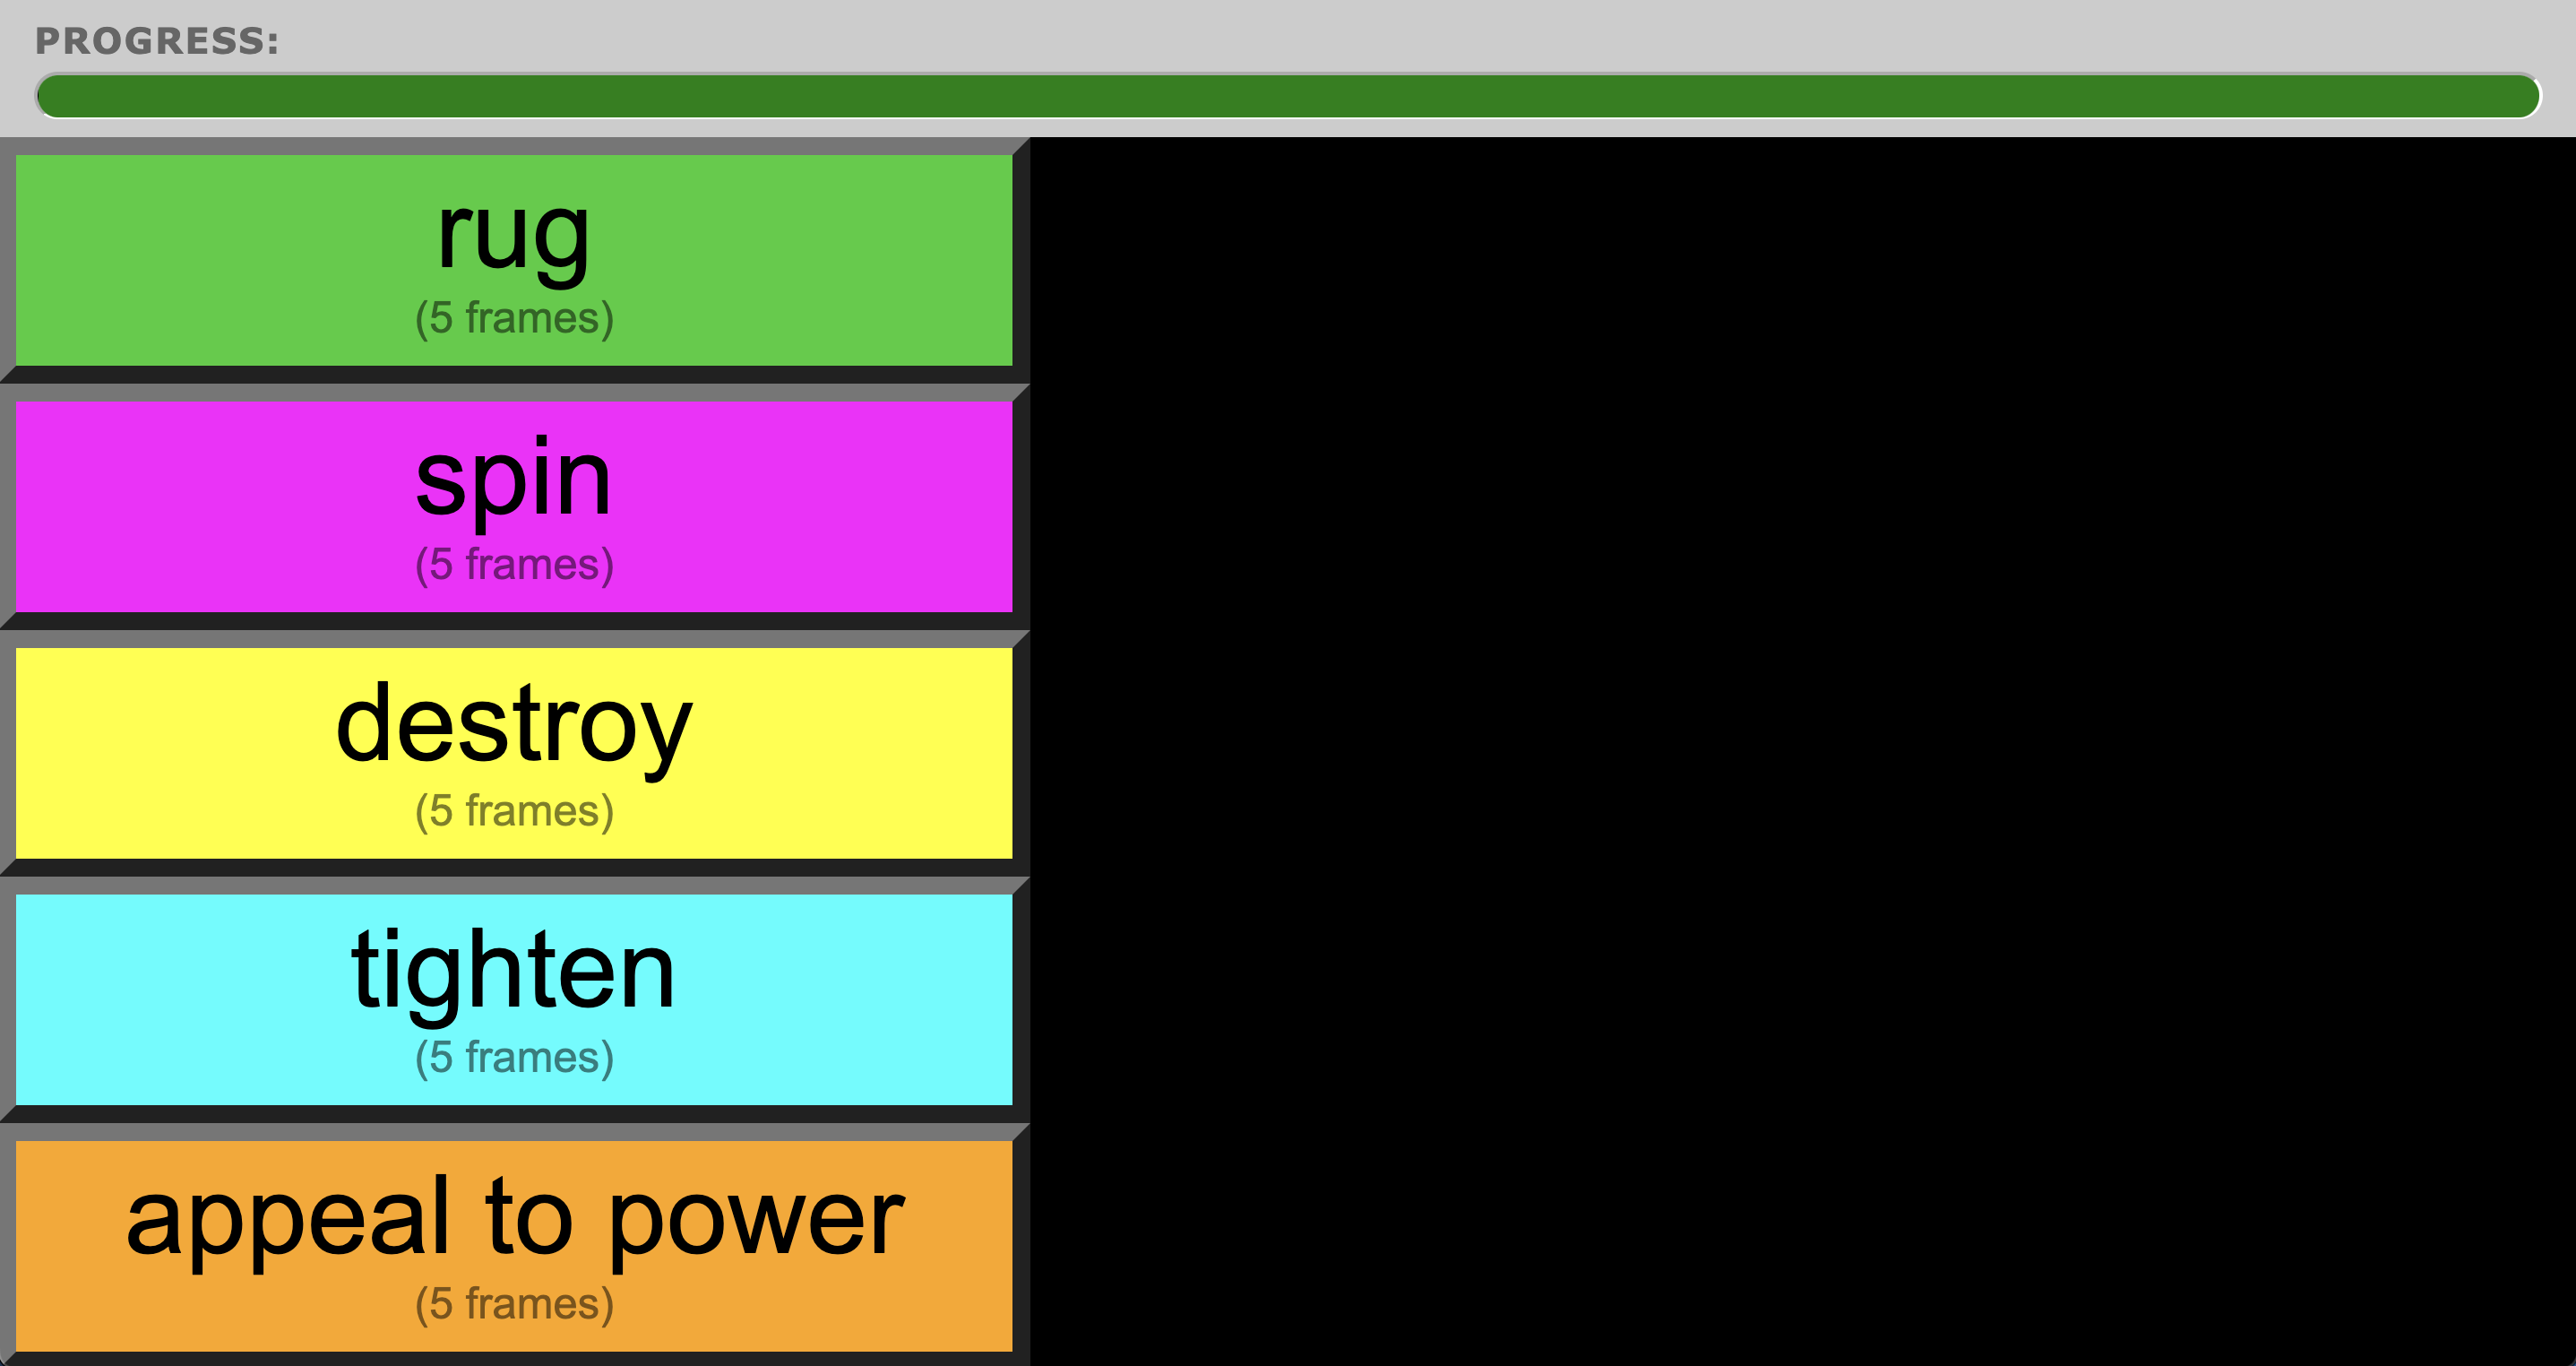 PROGRESS:
rug
(5 frames)
spin
(5 frames)
destroy
(5 frames)
tighten
(5 frames)
appeal to power
(5 frames)